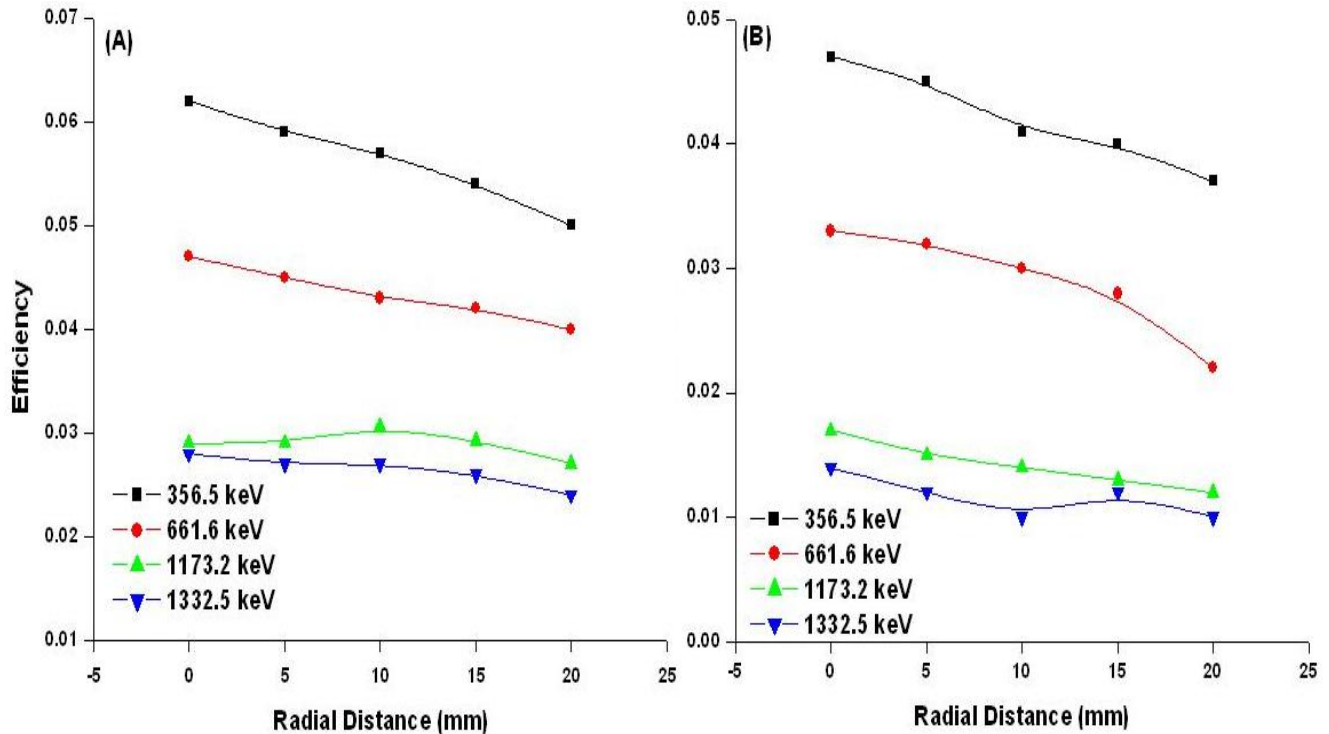 (A)
0.07
0.06
0.05
0.04
0.03
0.02
0.01
Efficiency
356.5 keV
661.6 keV
1173.2 keV
1332.5 keV
-5 0 5 10 15 20 25
Radial Distance (mm)
(B)
0.05
0.04
0.03
0.02
0.01
0.00
356.5 keV
661.6 keV
1173.2 keV
1332.5 keV
-5 0 5 10 15 20 25
Radial Distance (mm)